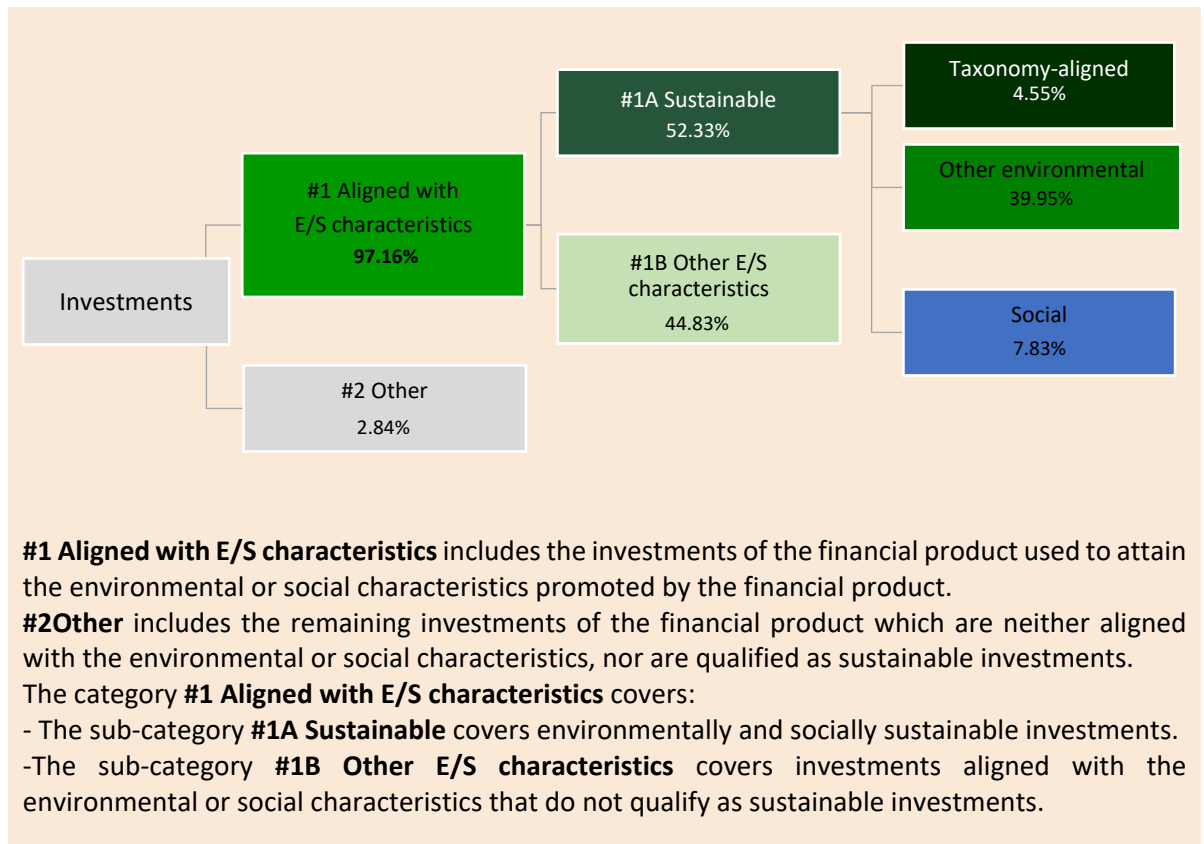 Investments
#1 Aligned with
E/S characteristics
97.16%
#2 Other
2.84%
#1A Sustainable
52.33%
#1B Other E/S
characteristics
44.83%
Taxonomy-aligned
4.55%
Other environmental
39.95%
Social
7.83%
#1 Aligned with E/S characteristics includes the investments of the financial product used to attain
the environmental or social characteristics promoted by the financial product.
#2Other includes the remaining investments of the financial product which are neither aligned
with the environmental or social characteristics, nor are qualified as sustainable investments.
The category #1 Aligned with E/S characteristics covers:
- The sub-category #1A Sustainable covers environmentally and socially sustainable investments.
-The sub-category #1B Other E/S characteristics covers investments aligned with the
environmental or social characteristics that do not qualify as sustainable investments.